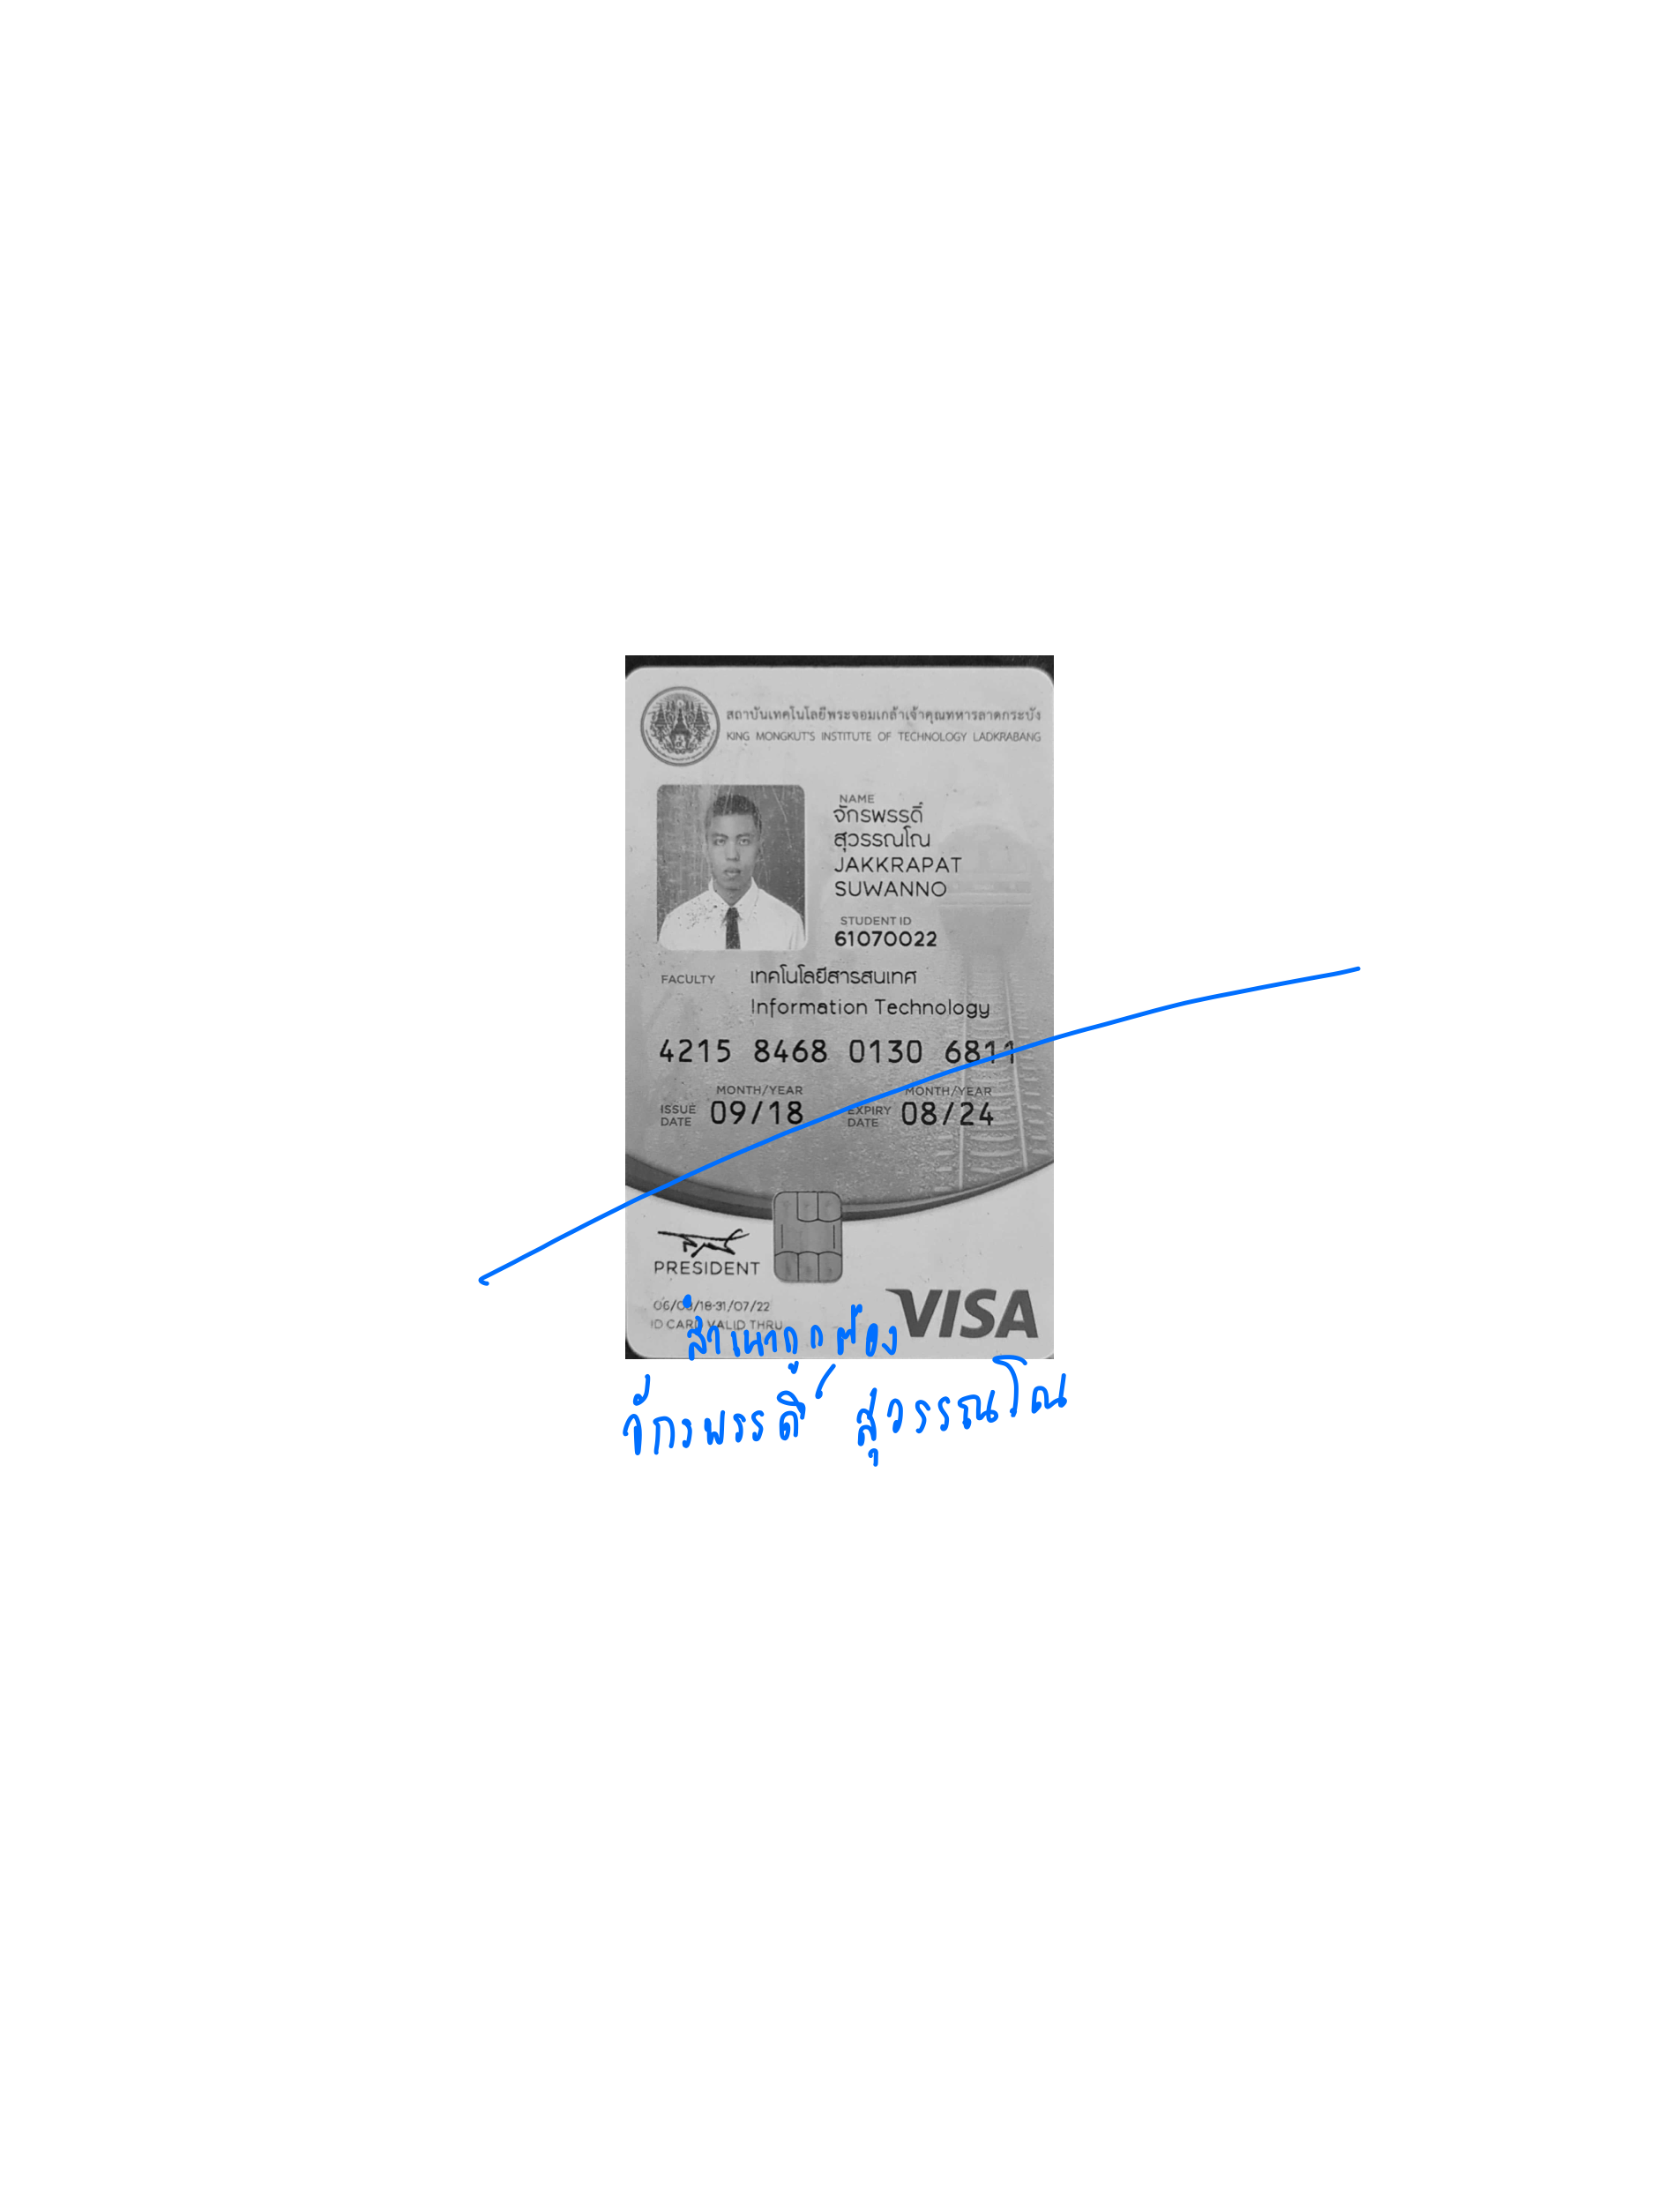 สถาบันเทคโนโลยีพระจอมเกล้าเจ้าคุณทหารลาดกระบัง
KING MONGKUT'S INSTITUTE OF TECHNOLOGY LADKRABANG
NAME
จักรพรรดิ์
สุวรรณโณ
JAKKRAPAT
SUWANNO
STUDENT ID
61070022
FACULTY เทคโนโลยีสารสนเทศ
Information Technology
4215 8468 0130 6811
MONTH/YEAR MONTH/YEAR
ISSUE DATE 09/18 EXPIRY DATE 08/24
PRESIDENT
VISA
06/08/18-31/07/22
ID CARD VALID THRU
สำเนาถูกต้อง
จักรพรรดิ์ สุวรรณโณ